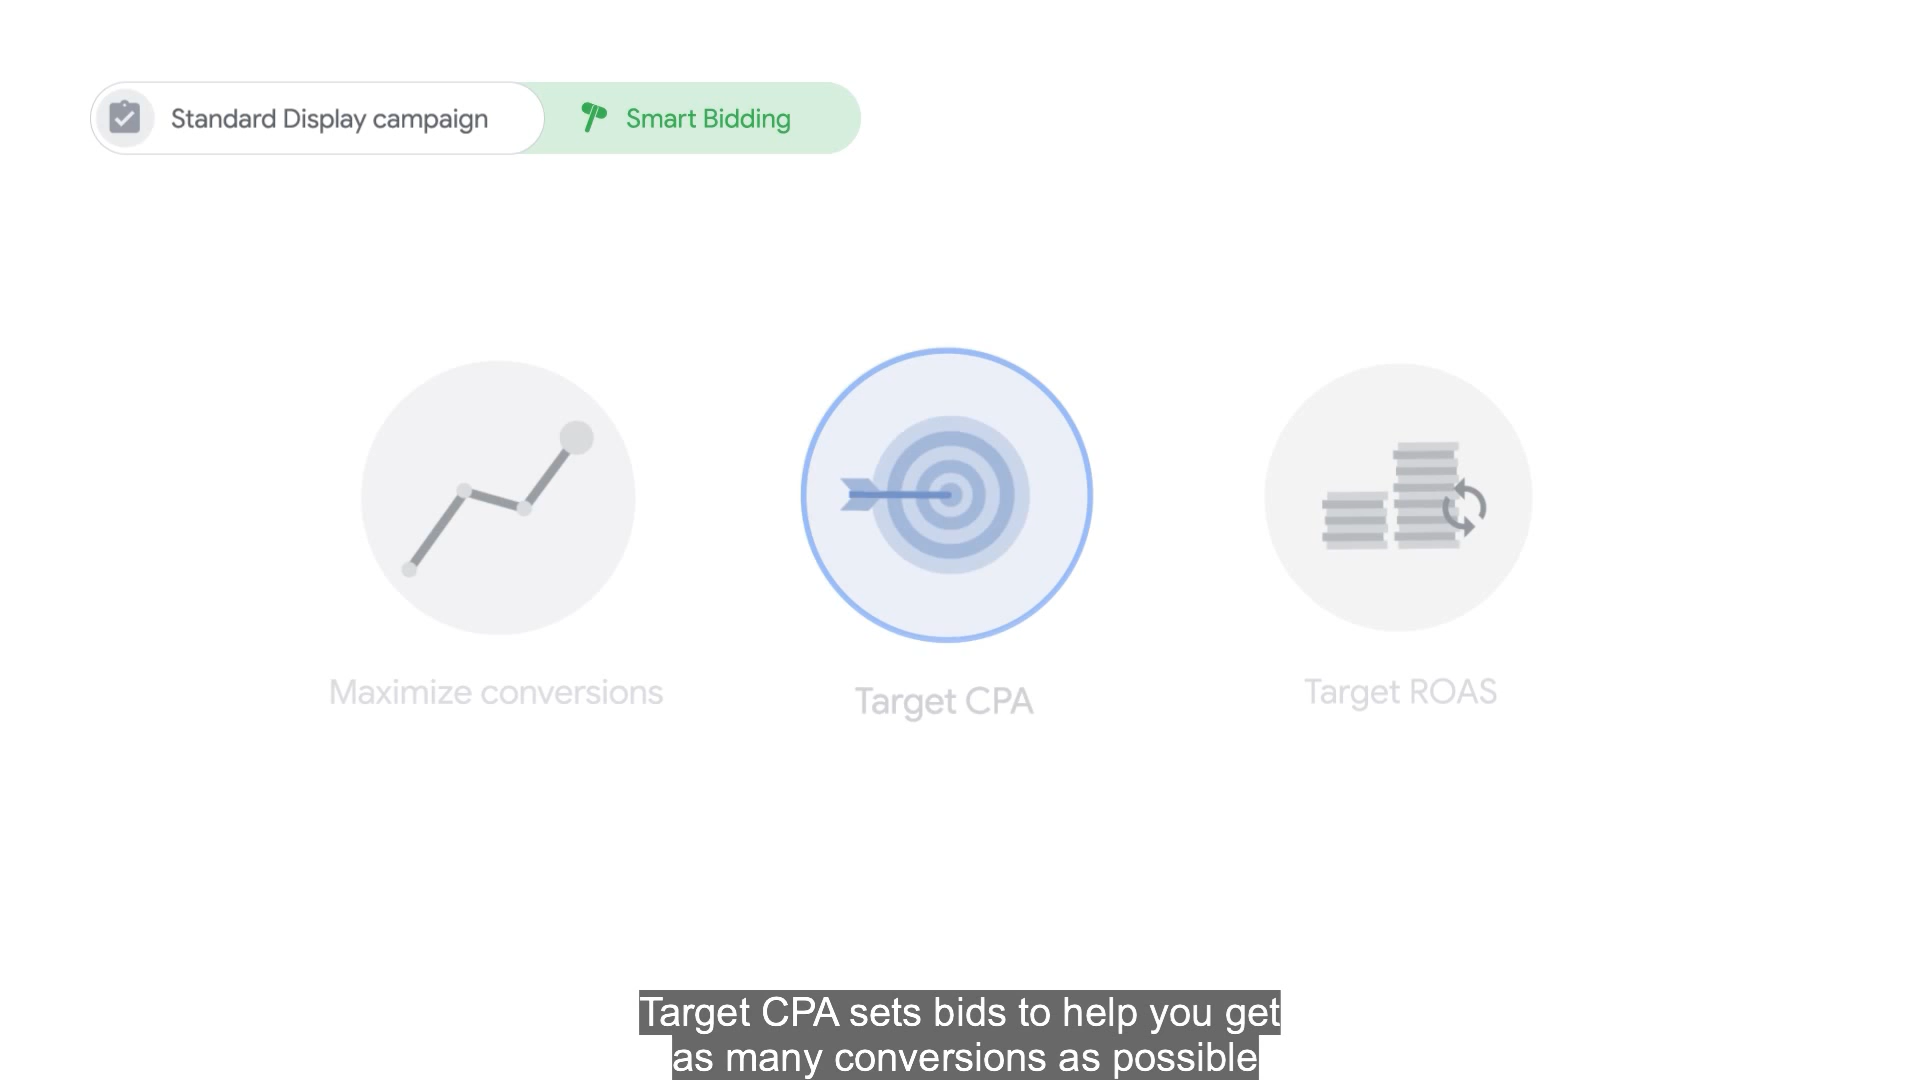 Standard Display campaign
Smart Bidding
Maximize conversions
Target CPA
Target ROAS
Target CPA sets bids to help you get
as many conversions as possible